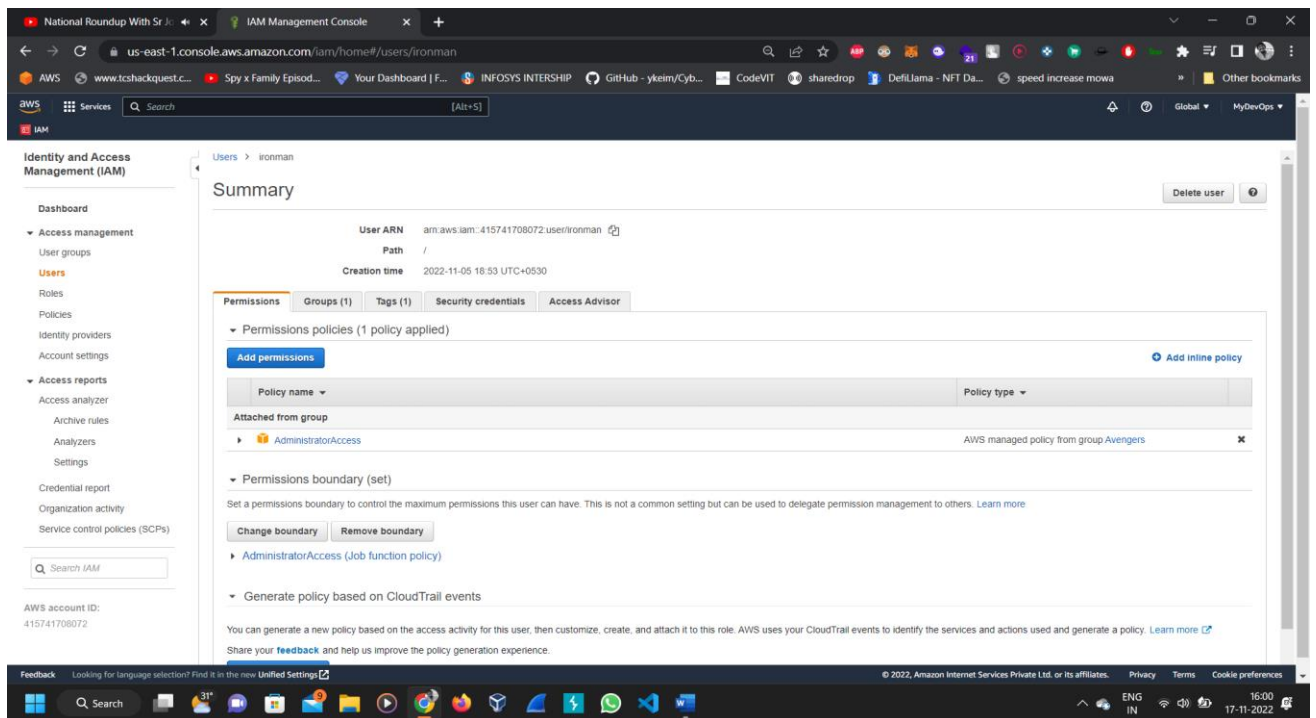 National Roundup With Sr Jo
IAM Management Console
us-east-1.console.aws.amazon.com/iam/home#/users/ironman
ABP
21
AWS
www.tcshackquest.c...
Spy x Family Episod...
Your Dashboard | F...
INFOSYS INTERSHIP
GitHub - ykeim/Cyb...
CodeVIT
sharedrop
DefiLlama - NFT Da...
speed increase mowa
»
Other bookmarks
aws
Services
Search
[Alt+S]
Global
MyDevOps
IAM
Identity and Access
Management (IAM)
Dashboard
Access management
User groups
Users
Roles
Policies
Identity providers
Account settings
Access reports
Access analyzer
Archive rules
Analyzers
Settings
Credential report
Organization activity
Service control policies (SCPs)
Search IAM
AWS account ID:
415741708072
Users > ironman
Summary
Delete user
User ARN arn:aws:iam::415741708072:user/ironman
Path /
Creation time 2022-11-05 18:53 UTC+0530
Permissions Groups (1) Tags (1) Security credentials Access Advisor
Permissions policies (1 policy applied)
Add permissions
Add inline policy
Policy name Policy type
Attached from group
AdministratorAccess AWS managed policy from group Avengers
Permissions boundary (set)
Set a permissions boundary to control the maximum permissions this user can have. This is not a common setting but can be used to delegate permission management to others. Learn more
Change boundary Remove boundary
AdministratorAccess (Job function policy)
Generate policy based on CloudTrail events
You can generate a new policy based on the access activity for this user, then customize, create, and attach it to this role. AWS uses your CloudTrail events to identify the services and actions used and generate a policy. Learn more
Share your feedback and help us improve the policy generation experience.
Feedback Looking for language selection? Find it in the new Unified Settings
© 2022, Amazon Internet Services Private Ltd. or its affiliates. Privacy Terms Cookie preferences
Search
31°
9
ENG
IN
16:00
17-11-2022